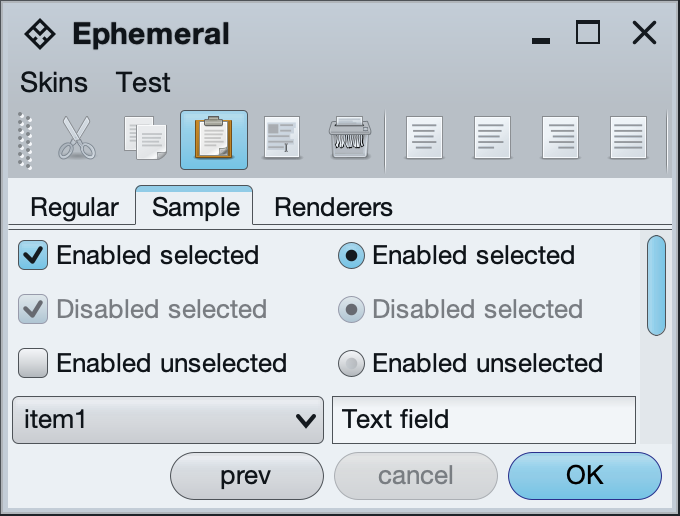 Ephemeral
Skins Test
Regular Sample Renderers
Enabled selected Enabled selected
Disabled selected Disabled selected
Enabled unselected Enabled unselected
item1 Text field
prev cancel OK